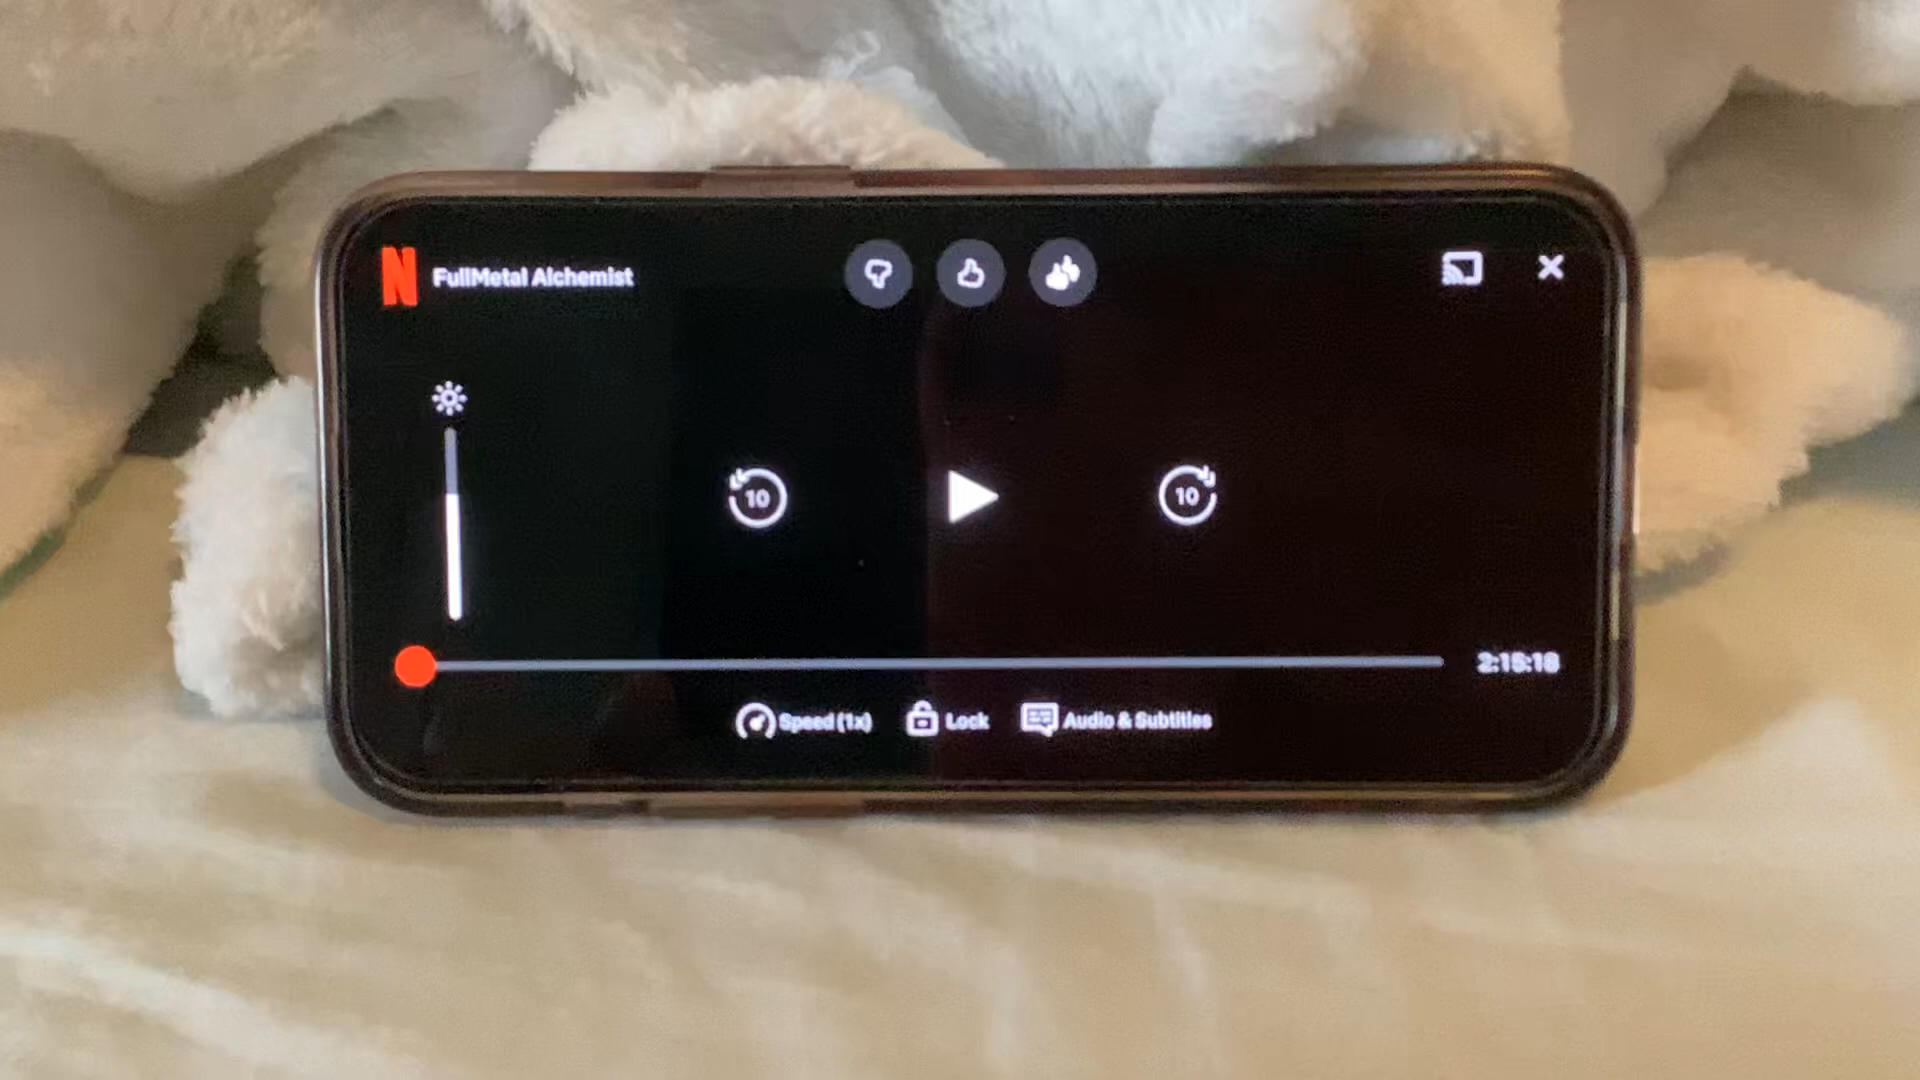 N FullMetal Alchemist
10
10
2:15:18
Speed (1x) Lock Audio & Subtitles